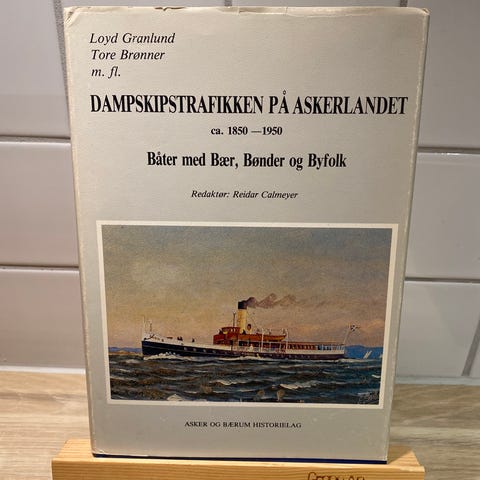 Loyd Granlund
Tore Brønner
m. fl.
DAMPSKIPSTRAFIKKEN PÅ ASKERLANDET
ca. 1850 —1950
Båter med Bær, Bønder og Byfolk
Redaktør: Reidar Calmeyer
ASKER OG BÆRUM HISTORIELAG